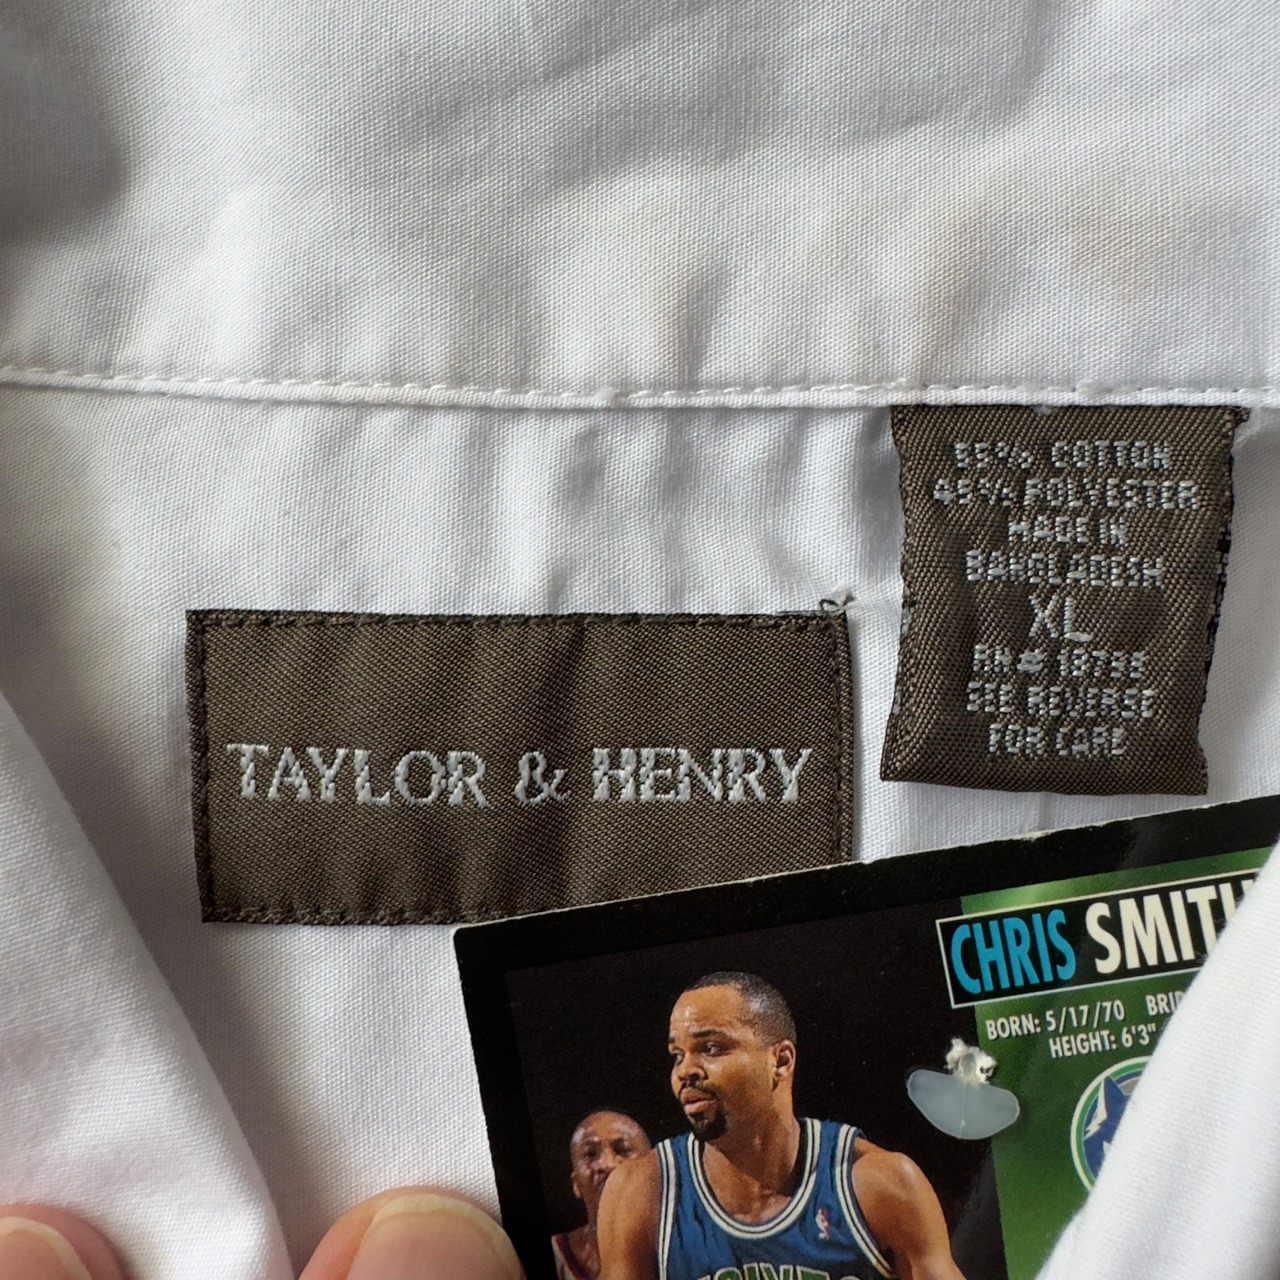 55% COTTON
45% POLYESTER
MADE IN
BANGLADESH
XL
SEE REVERSE
FOR CARE
TAYLOR & HENRY
CHRIS SMITH
BORN: 5/17/70
HEIGHT: 6'3"